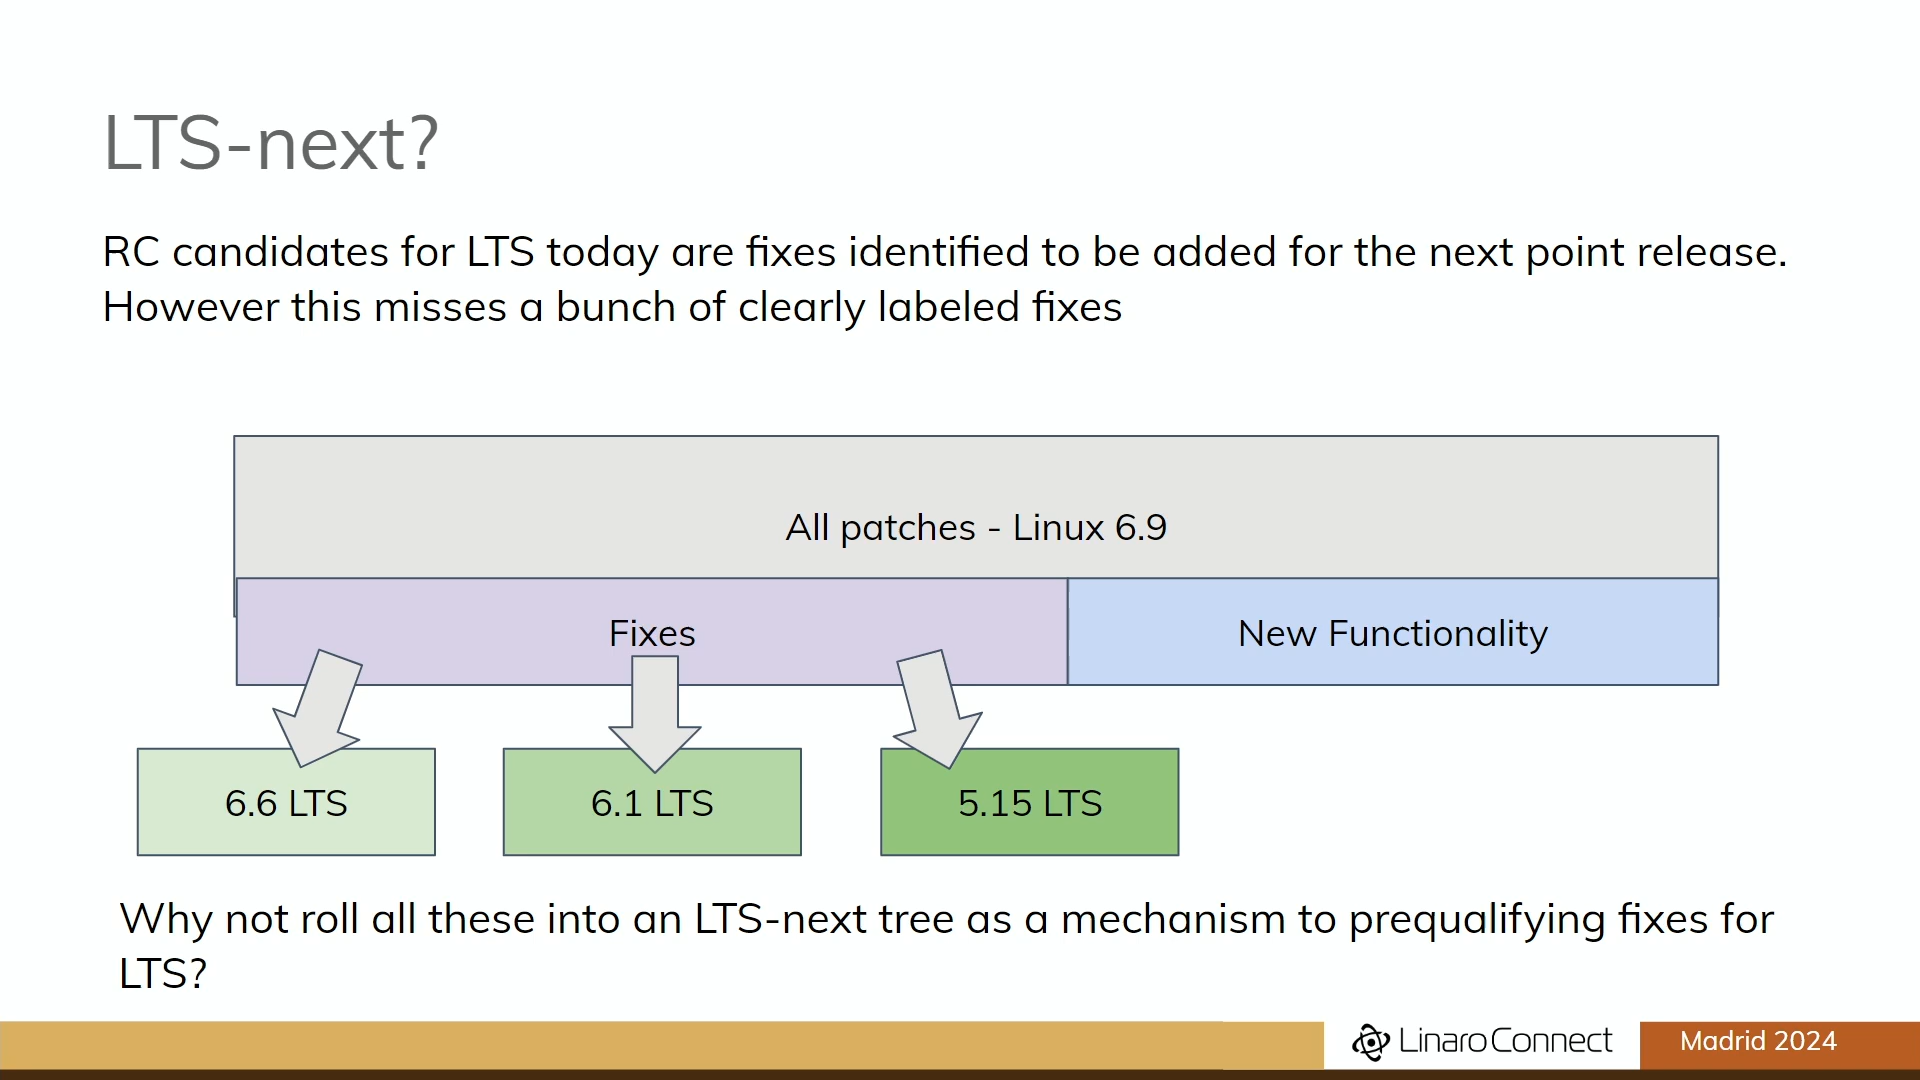 LTS-next?
RC candidates for LTS today are fixes identified to be added for the next point release.
However this misses a bunch of clearly labeled fixes
All patches - Linux 6.9
Fixes
New Functionality
6.6 LTS
6.1 LTS
5.15 LTS
Why not roll all these into an LTS-next tree as a mechanism to prequalifying fixes for
LTS?
Linaro Connect
Madrid 2024